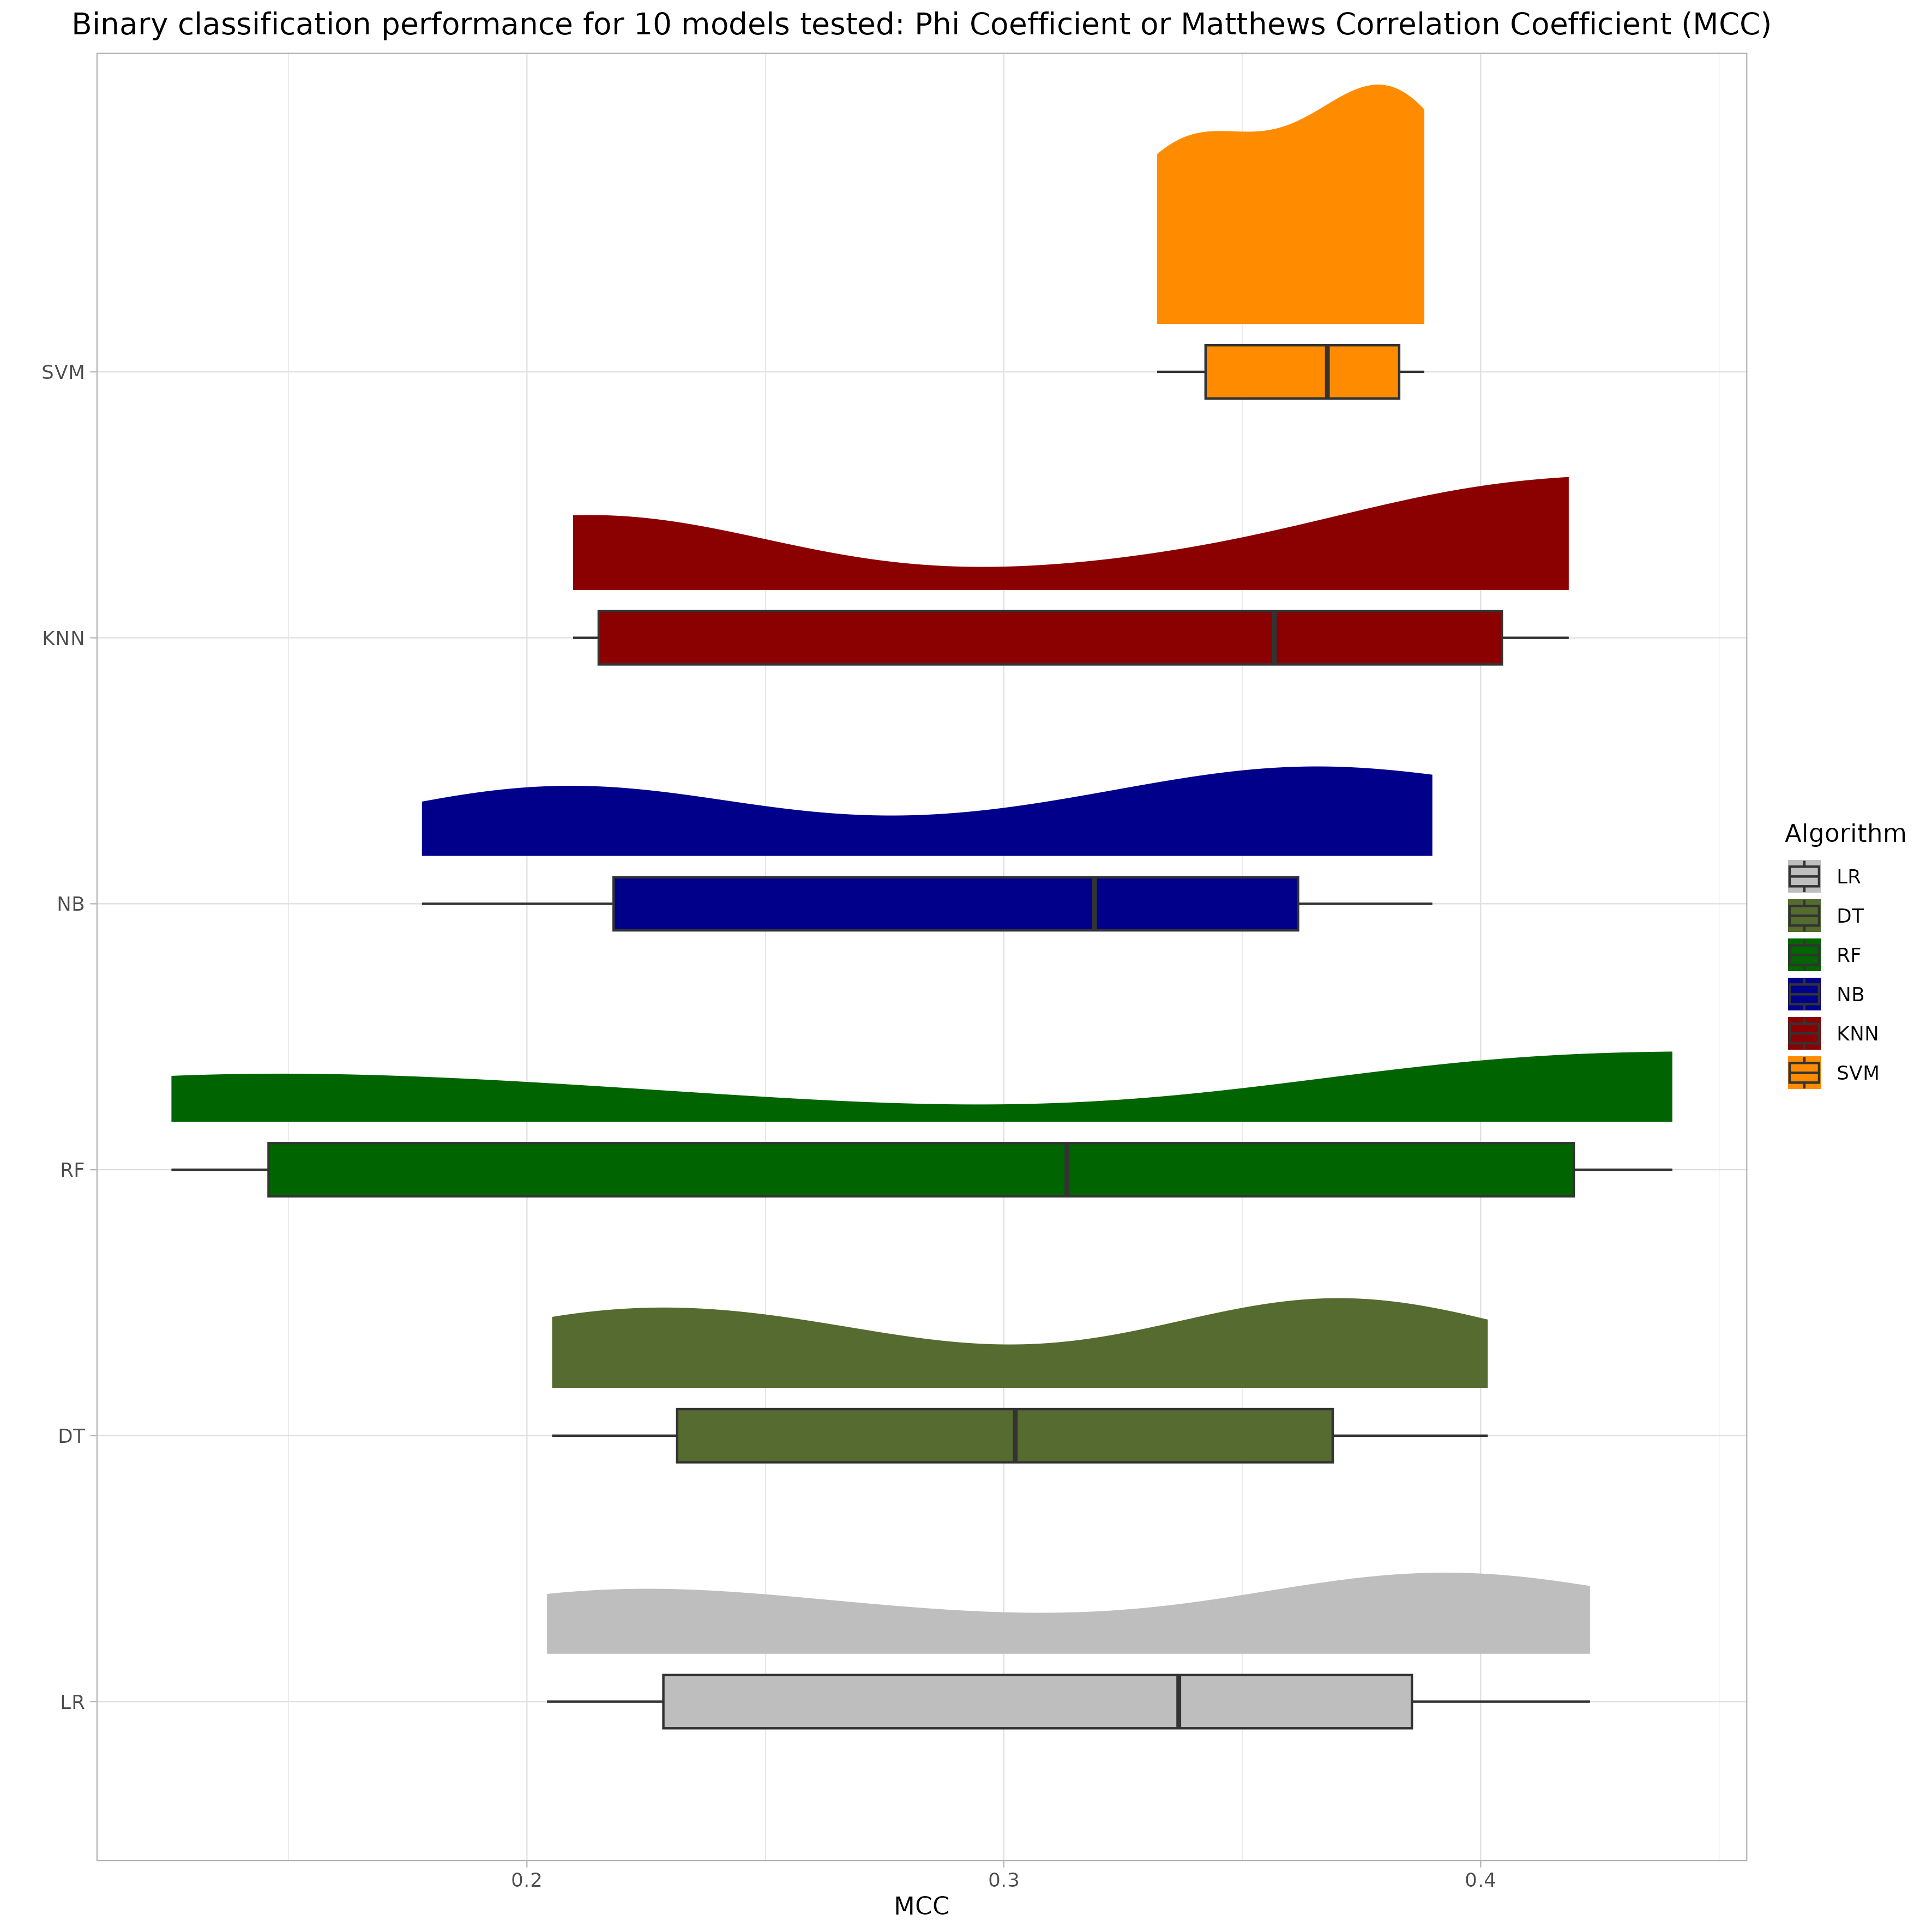 Binary classification performance for 10 models tested: Phi Coefficient or Matthews Correlation Coefficient (MCC)
SVM
KNN
NB
RF
DT
LR
0.2
0.3
0.4
MCC
Algorithm
LR
DT
RF
NB
KNN
SVM